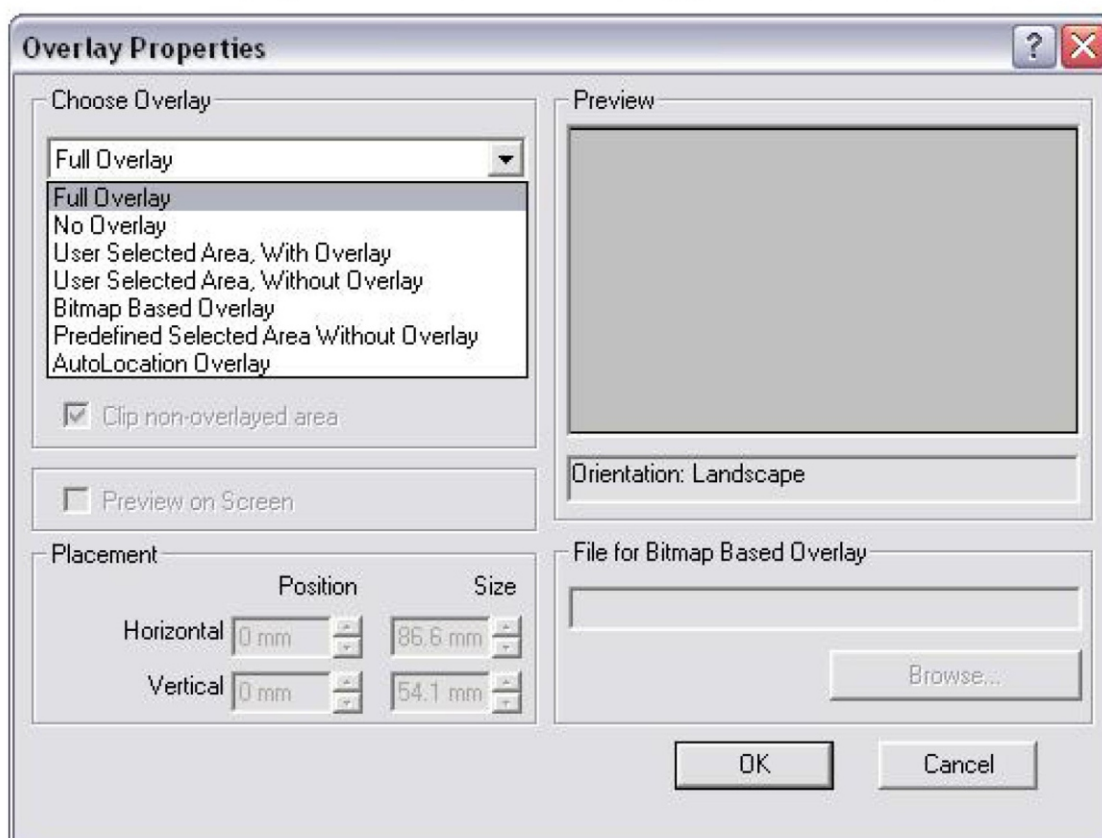 Overlay Properties
Choose Overlay
Full Overlay
Full Overlay
No Overlay
User Selected Area, With Overlay
User Selected Area, Without Overlay
Bitmap Based Overlay
Predefined Selected Area Without Overlay
AutoLocation Overlay
Clip non-overlayed area
Preview on Screen
Placement
Position Size
Horizontal 0 mm 86.6 mm
Vertical 0 mm 54.1 mm
Preview
Orientation: Landscape
File for Bitmap Based Overlay
Browse...
OK Cancel